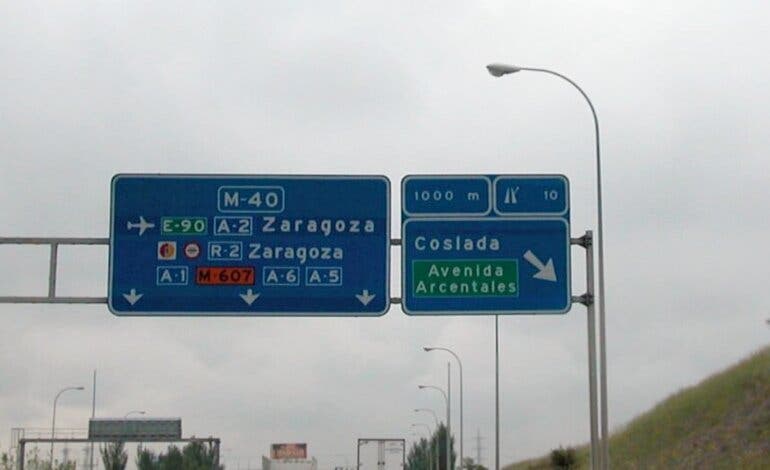 M-40
E-90 A-2 Zaragoza
R-2 Zaragoza
A-1 M-607 A-6 A-5
1000 m
10
Coslada
Avenida
Arcentales